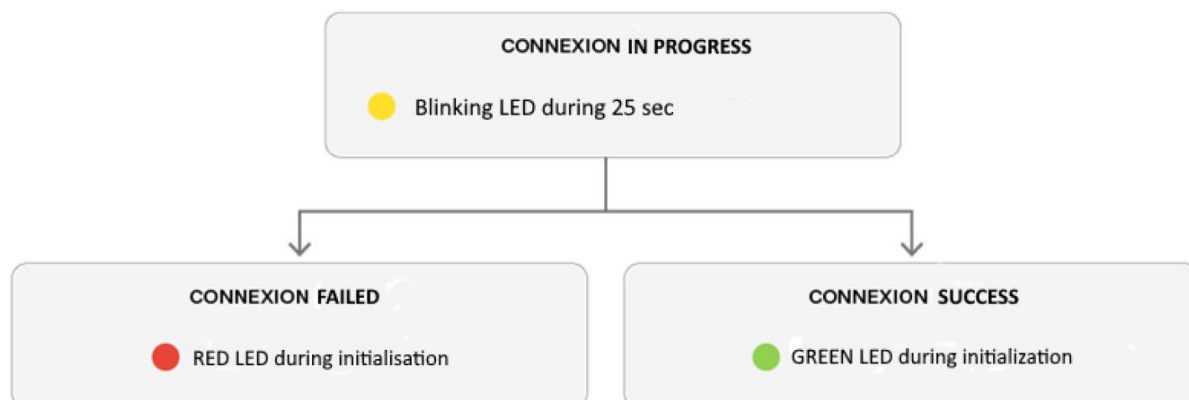 CONNEXION IN PROGRESS
Blinking LED during 25 sec
CONNEXION FAILED
RED LED during initialisation
CONNEXION SUCCESS
GREEN LED during initialization